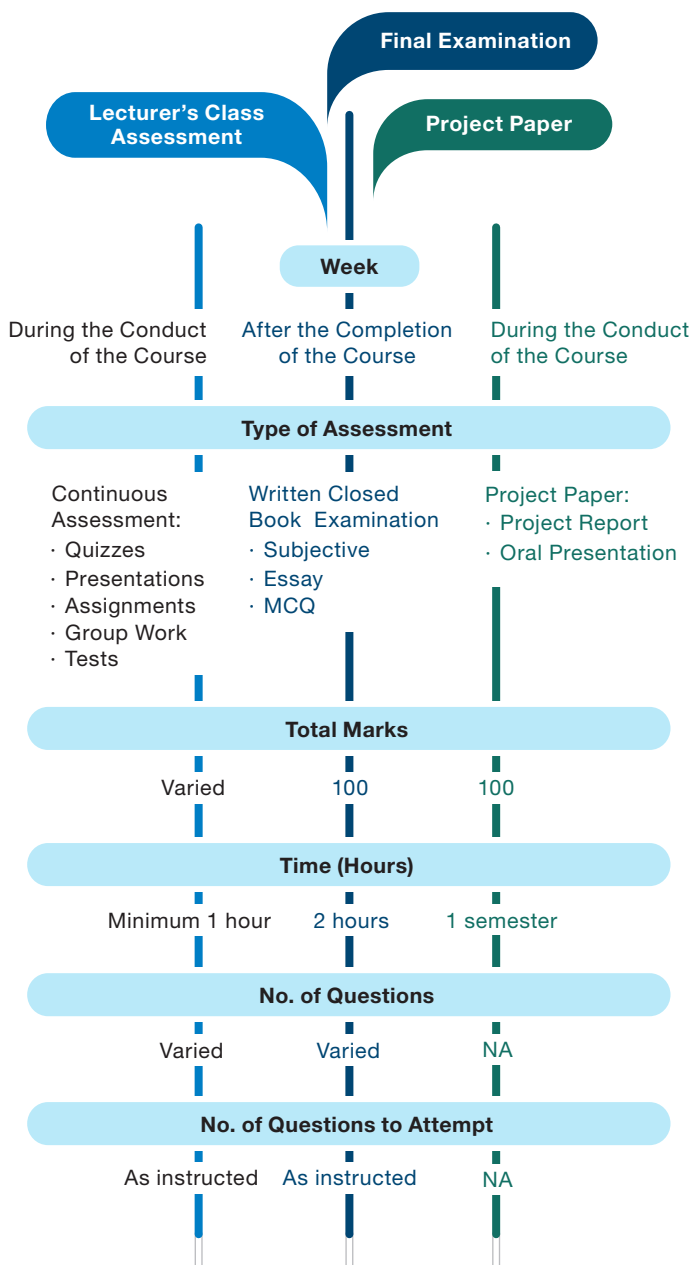 Final Examination
Lecturer's Class
Assessment
Project Paper
Week
During the Conduct
of the Course
After the Completion
of the Course
During the Conduct
of the Course
Type of Assessment
Continuous
Assessment:
· Quizzes
· Presentations
· Assignments
· Group Work
· Tests
Written Closed
Book Examination
· Subjective
· Essay
· MCQ
Project Paper:
· Project Report
· Oral Presentation
Total Marks
Varied
100
100
Time (Hours)
Minimum 1 hour
2 hours
1 semester
No. of Questions
Varied
Varied
NA
No. of Questions to Attempt
As instructed
As instructed
NA